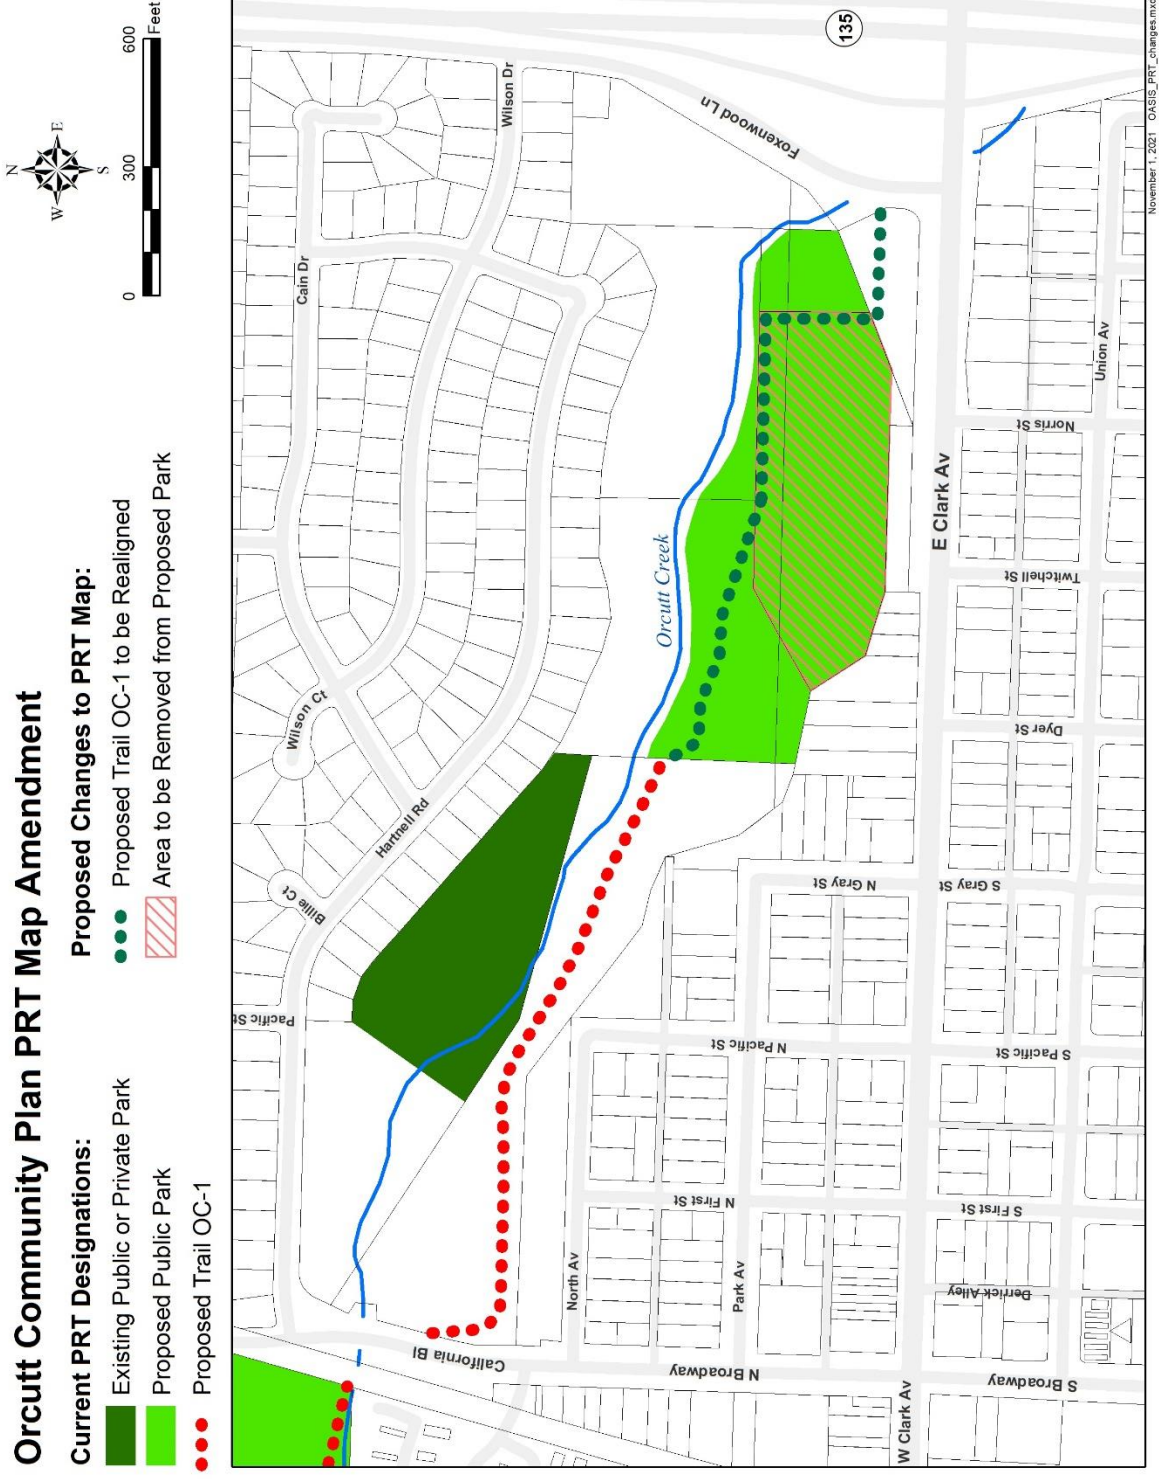 Orcutt Community Plan PRT Map Amendment
Current PRT Designations:
Existing Public or Private Park
Proposed Public Park
Proposed Trail OC-1
Proposed Changes to PRT Map:
Proposed Trail OC-1 to be Realigned
Area to be Removed from Proposed Park
N
W
E
S
0
300
600
Feet
Pacific St
Billie Ct
Wilson Ct
Hartnell Rd
Cain Dr
Wilson Dr
Foxenwood Ln
135
Orcutt Creek
California Bl
North Av
Park Av
N Broadway
N First St
N Pacific St
N Gray St
W Clark Av
E Clark Av
S Broadway
Derrick Alley
S First St
S Pacific St
S Gray St
Dyer St
Twitchell St
Norris St
Union Av
November 1, 2021 OASIS_PRT_changes.mxd